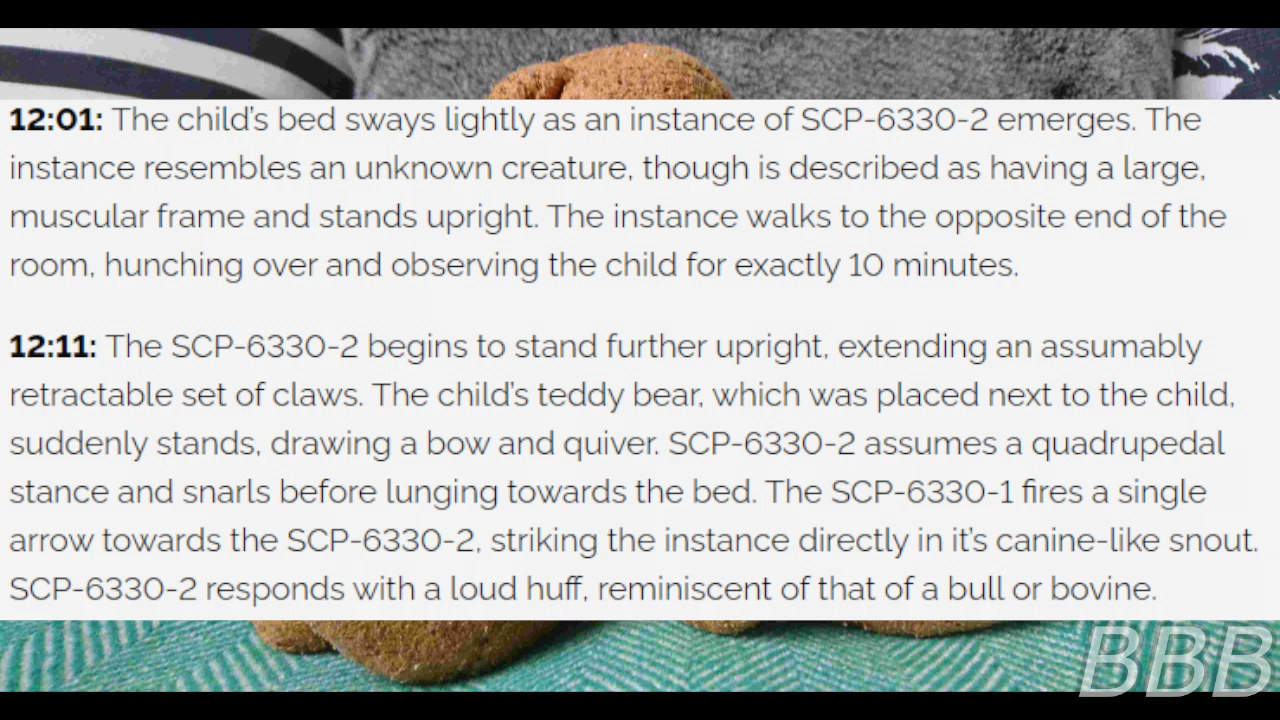 12:01: The child's bed sways lightly as an instance of SCP-6330-2 emerges. The
instance resembles an unknown creature, though is described as having a large,
muscular frame and stands upright. The instance walks to the opposite end of the
room, hunching over and observing the child for exactly 10 minutes.
12:11: The SCP-6330-2 begins to stand further upright, extending an assumably
retractable set of claws. The child's teddy bear, which was placed next to the child,
suddenly stands, drawing a bow and quiver. SCP-6330-2 assumes a quadrupedal
stance and snarls before lunging towards the bed. The SCP-6330-1 fires a single
arrow towards the SCP-6330-2, striking the instance directly in it's canine-like snout.
SCP-6330-2 responds with a loud huff, reminiscent of that of a bull or bovine.
BBB